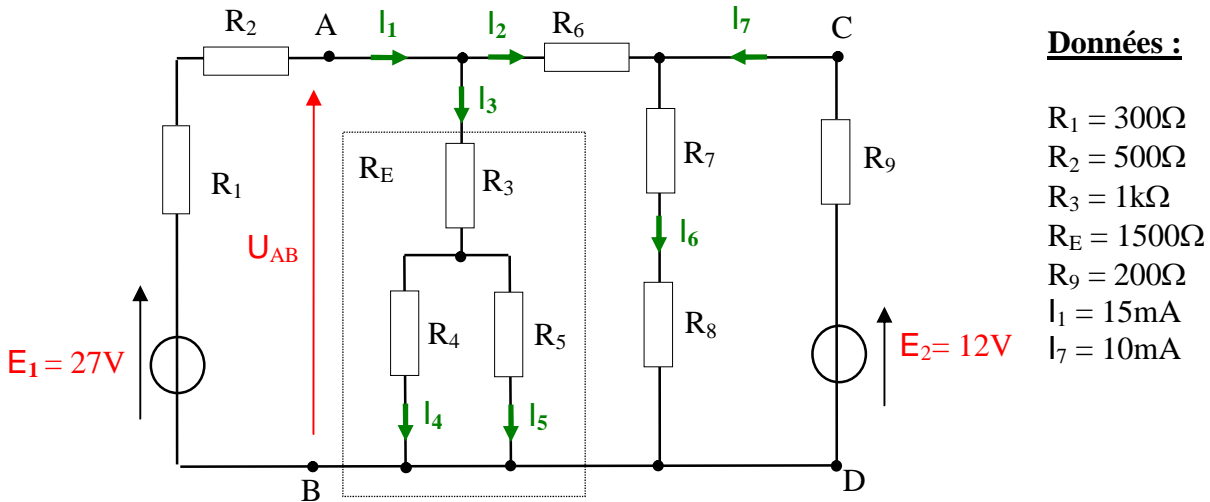 A
I₁
I₂
R₆
I₇
C
R₂
Données :
I₃
R₁ = 300Ω
R₂ = 500Ω
R₃ = 1kΩ
R_E = 1500Ω
R₉ = 200Ω
I₁ = 15mA
I₇ = 10mA
R₁
R_E
R₃
R₇
R₉
U_AB
I₆
R₄
R₅
R₈
E₁ = 27V
E₂= 12V
I₄
I₅
B
D